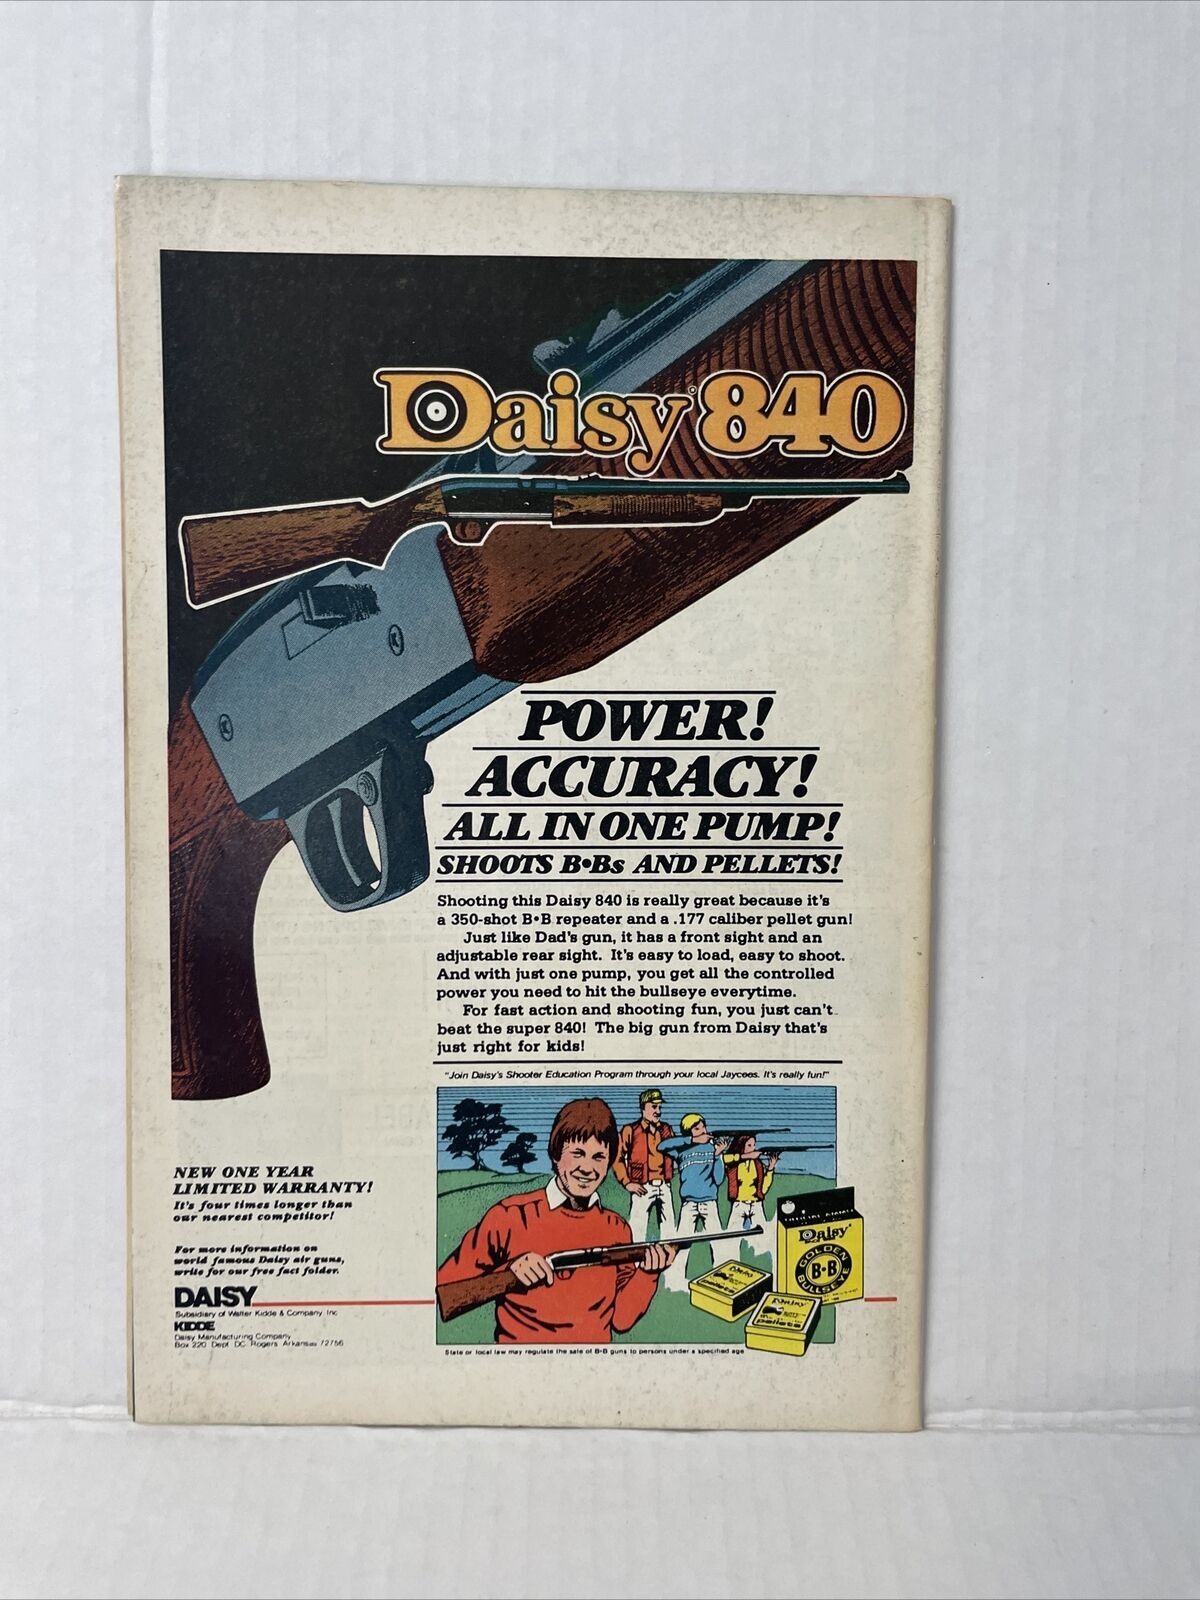 Daisy® 840
POWER!
ACCURACY!
ALL IN ONE PUMP!
SHOOTS B•Bs AND PELLETS!
Shooting this Daisy 840 is really great because it's
a 350-shot B•B repeater and a .177 caliber pellet gun!
Just like Dad's gun, it has a front sight and an
adjustable rear sight. It's easy to load, easy to shoot.
And with just one pump, you get all the controlled
power you need to hit the bullseye everytime.
For fast action and shooting fun, you just can't
beat the super 840! The big gun from Daisy that's
just right for kids!
"Join Daisy's Shooter Education Program through your local Jaycees. It's really fun!"
NEW ONE YEAR
LIMITED WARRANTY!
It's four times longer than
our nearest competitor!
For more information on
world famous Daisy air guns,
write for our free fact folder.
DAISY
Subsidiary of Walter Kidde & Company Inc
KIDDE
Daisy Manufacturing Company
Box 220 Dept DC Rogers Arkansas 72756
Daisy
GOLDEN
B•B
BULLSEYE
Daisy
pellets
Daisy
pellets
State or local law may regulate the sale of B•B guns to persons under a specified age